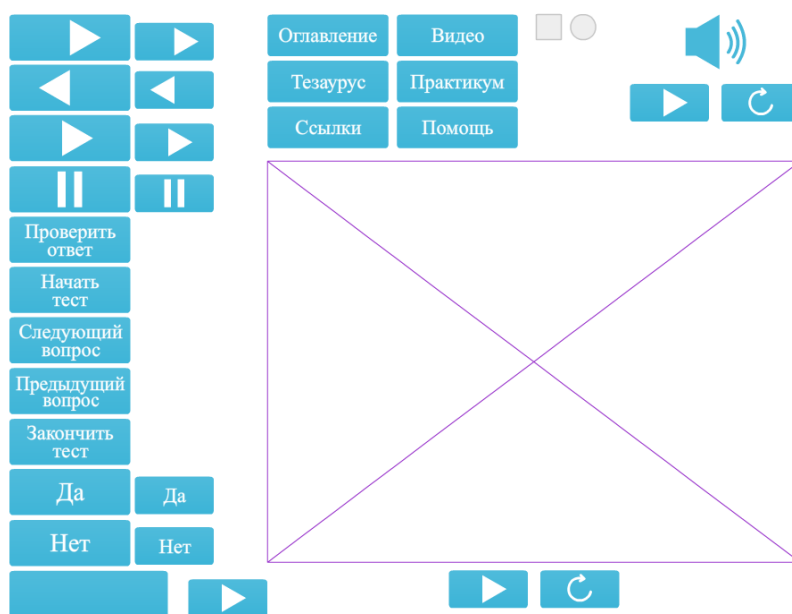 Оглавление
Видео
Тезаурус
Практикум
Ссылки
Помощь
Проверить
ответ
Начать
тест
Следующий
вопрос
Предыдущий
вопрос
Закончить
тест
Да
Да
Нет
Нет